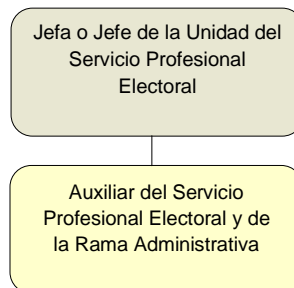 Jefa o Jefe de la Unidad del
Servicio Profesional
Electoral
Auxiliar del Servicio
Profesional Electoral y de
la Rama Administrativa